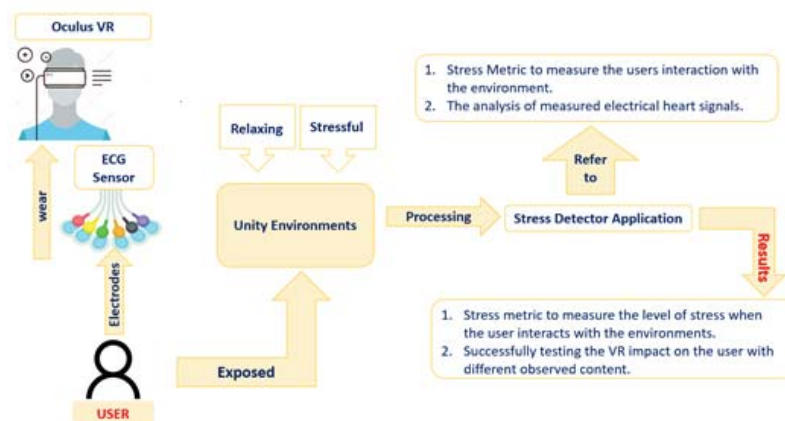 Oculus VR
wear
ECG
Sensor
Electrodes
USER
Exposed
Relaxing
Stressful
Unity Environments
Processing
Stress Detector Application
Refer
to
1. Stress Metric to measure the users interaction with
the environment.
2. The analysis of measured electrical heart signals.
Results
1. Stress metric to measure the level of stress when
the user interacts with the environments.
2. Successfully testing the VR impact on the user with
different observed content.